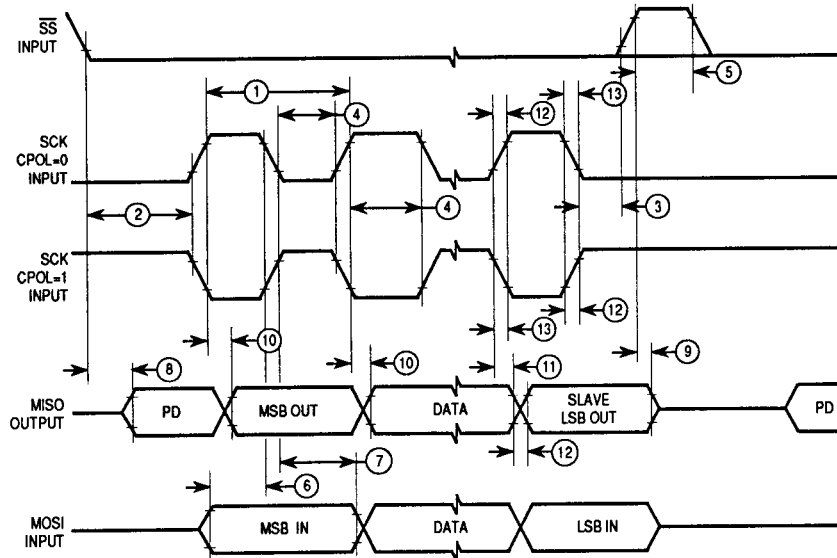 SS
INPUT
5
1
13
4
12
SCK
CPOL=0
INPUT
2
4
3
SCK
CPOL=1
INPUT
12
13
10
8
10
11
9
MISO
OUTPUT
PD
MSB OUT
DATA
SLAVE
LSB OUT
PD
12
7
6
MOSI
INPUT
MSB IN
DATA
LSB IN